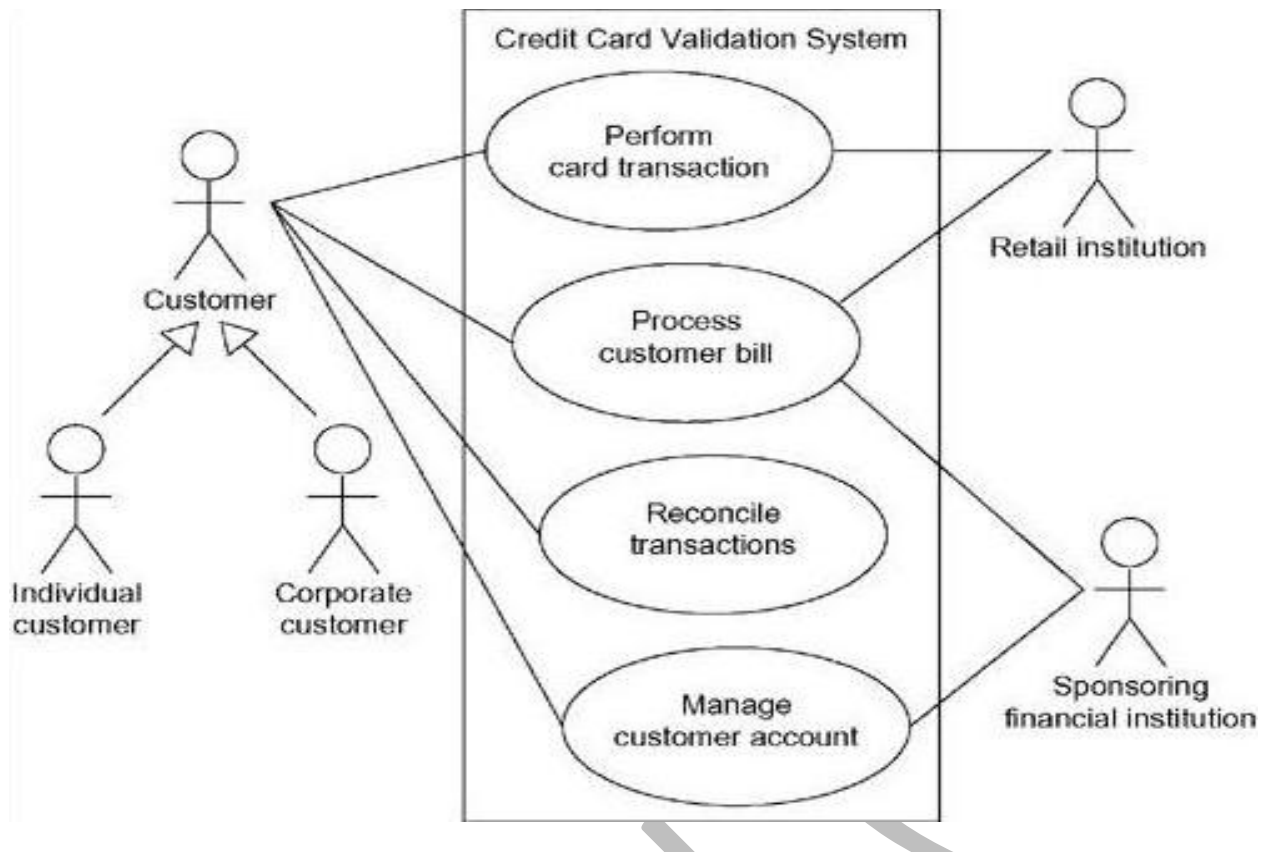 Credit Card Validation System
Perform
card transaction
Retail institution
Customer
Process
customer bill
Individual
customer
Corporate
customer
Reconcile
transactions
Manage
customer account
Sponsoring
financial institution